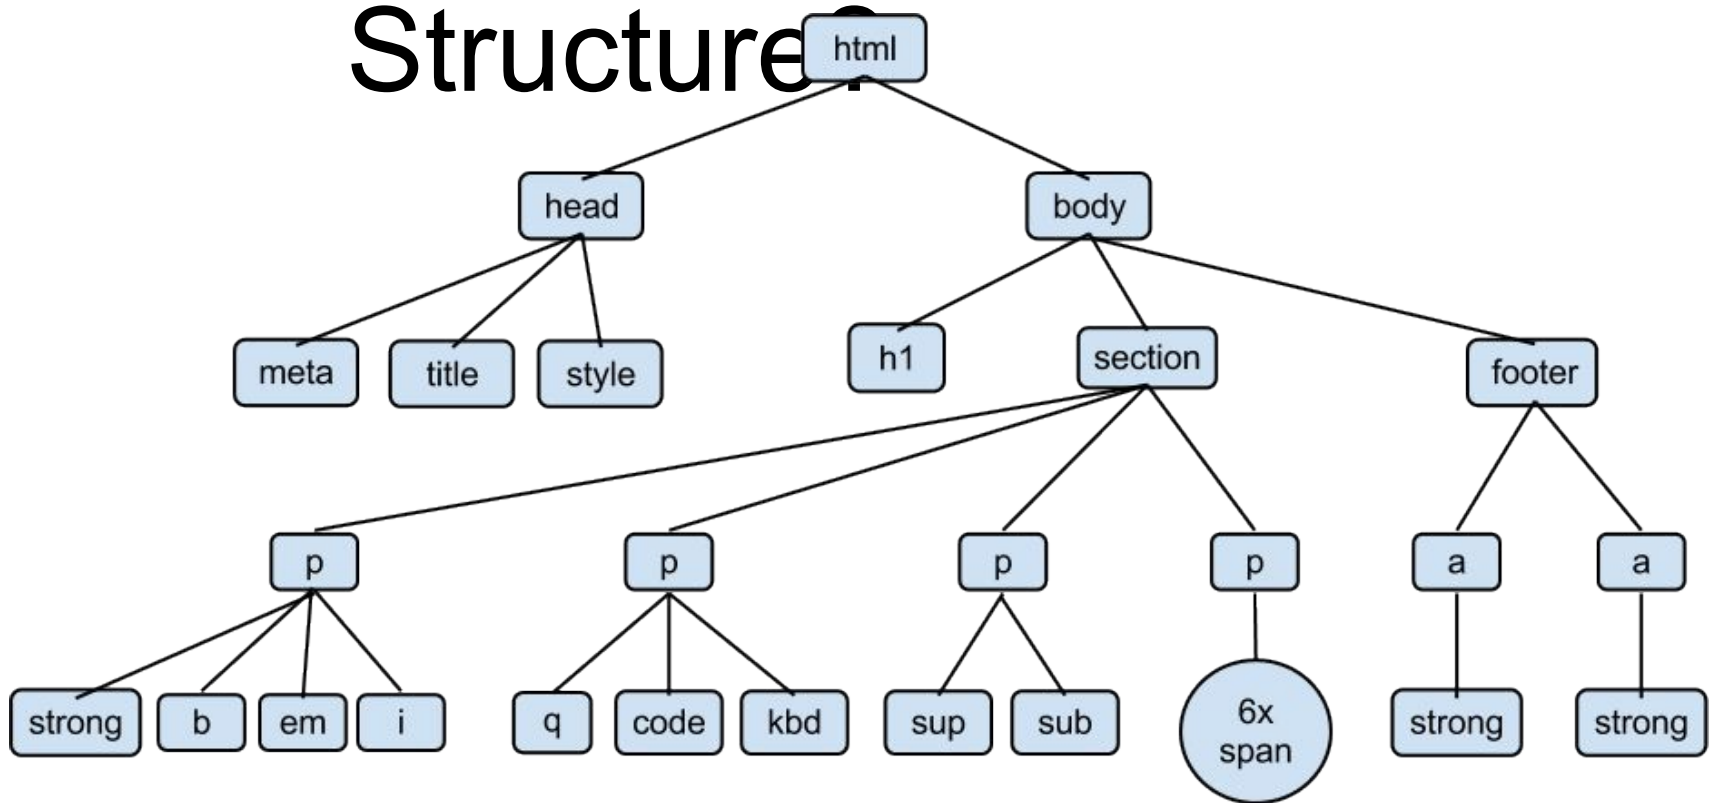 Structure?
html
head
body
meta
title
style
h1
section
footer
p
p
p
p
a
a
strong
b
em
i
q
code
kbd
sup
sub
6x
span
strong
strong